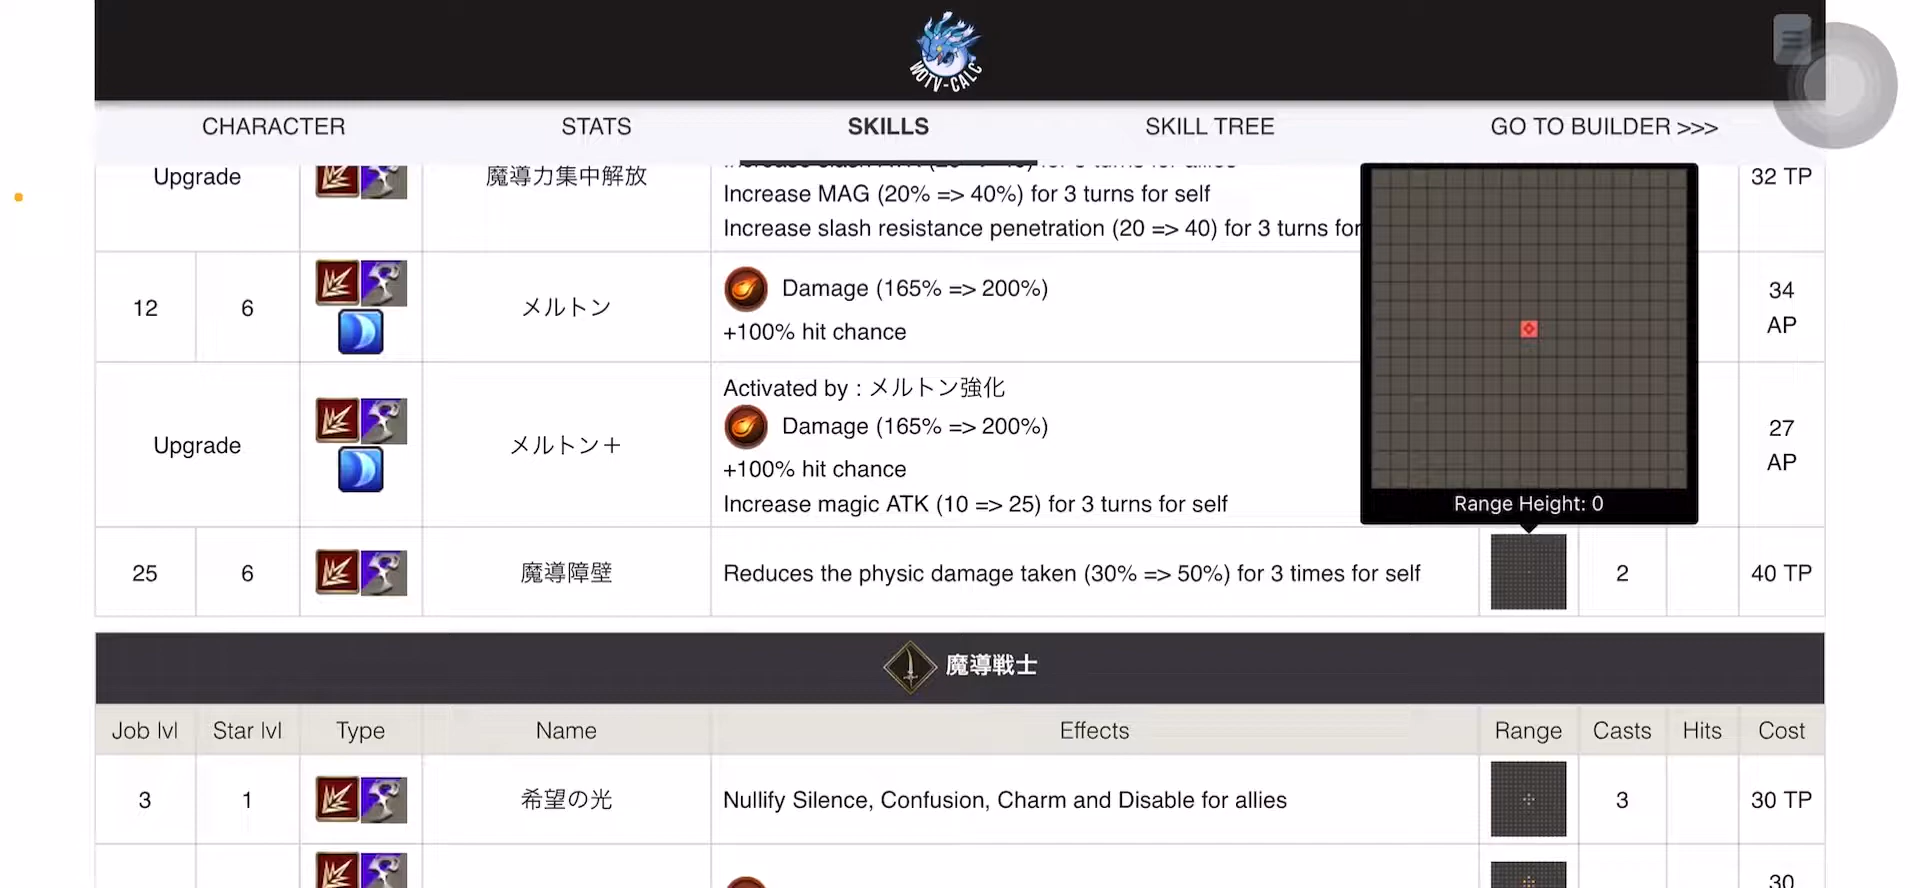 WOTV-CALC
CHARACTER STATS SKILLS SKILL TREE GO TO BUILDER >>>
Upgrade 魔導力集中解放 32 TP
Increase MAG (20% => 40%) for 3 turns for self
Increase slash resistance penetration (20 => 40) for 3 turns for
12 6 メルトン Damage (165% => 200%) 34 AP
+100% hit chance
Activated by : メルトン強化
Upgrade メルトン＋ Damage (165% => 200%) 27 AP
+100% hit chance
Increase magic ATK (10 => 25) for 3 turns for self
Range Height: 0
25 6 魔導障壁 Reduces the physic damage taken (30% => 50%) for 3 times for self 2 40 TP
魔導戦士
Job lvl Star lvl Type Name Effects Range Casts Hits Cost
3 1 希望の光 Nullify Silence, Confusion, Charm and Disable for allies 3 30 TP
30